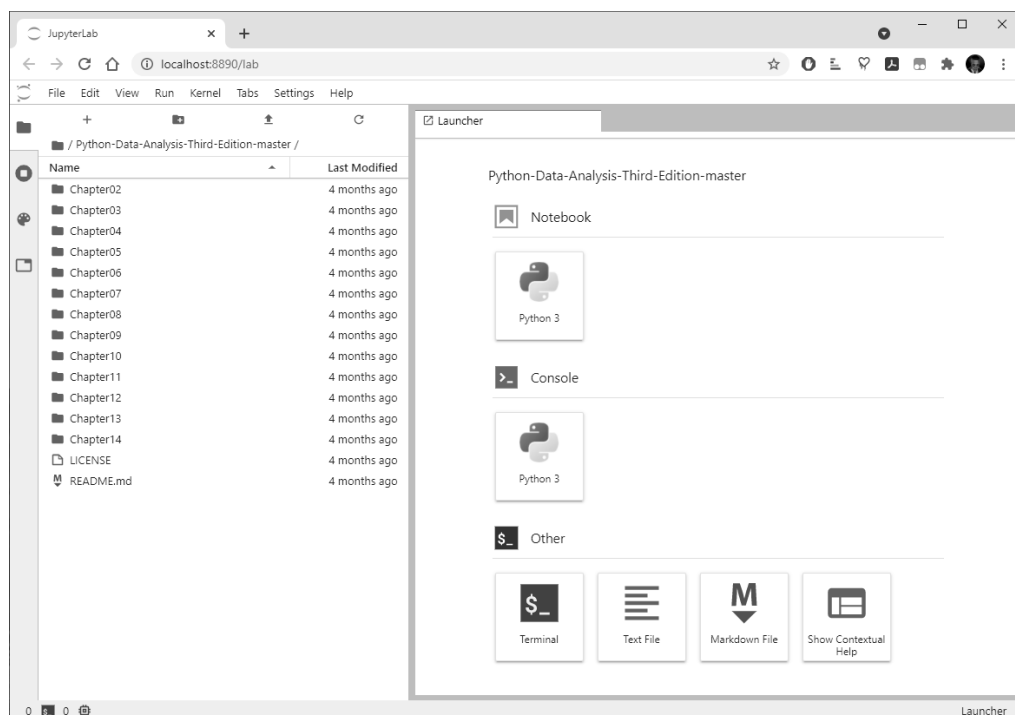 JupyterLab
localhost:8890/lab
File Edit View Run Kernel Tabs Settings Help
/ Python-Data-Analysis-Third-Edition-master /
Name Last Modified
Chapter02 4 months ago
Chapter03 4 months ago
Chapter04 4 months ago
Chapter05 4 months ago
Chapter06 4 months ago
Chapter07 4 months ago
Chapter08 4 months ago
Chapter09 4 months ago
Chapter10 4 months ago
Chapter11 4 months ago
Chapter12 4 months ago
Chapter13 4 months ago
Chapter14 4 months ago
LICENSE 4 months ago
M README.md 4 months ago
Launcher
Python-Data-Analysis-Third-Edition-master
Notebook
Python 3
>_ Console
Python 3
$_ Other
$_
Terminal
Text File
M
Markdown File
Show Contextual
Help
0 $_ 0
Launcher